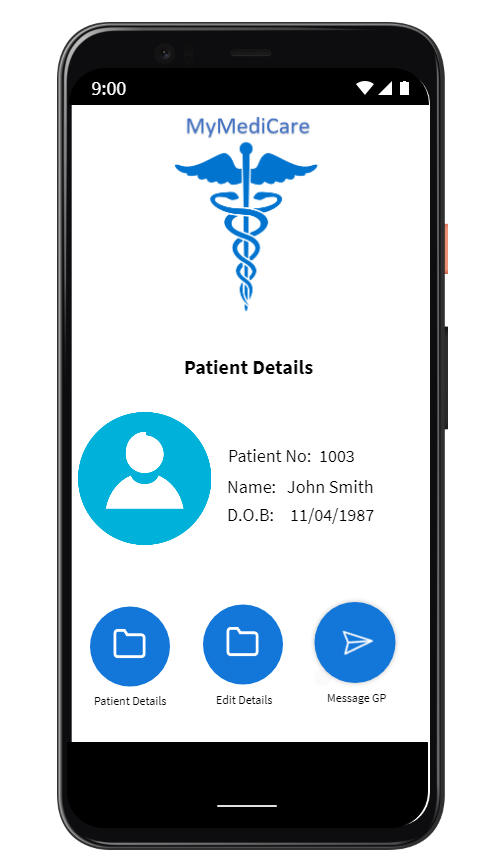 9:00
MyMediCare
Patient Details
Patient No: 1003
Name: John Smith
D.O.B: 11/04/1987
Patient Details
Edit Details
Message GP